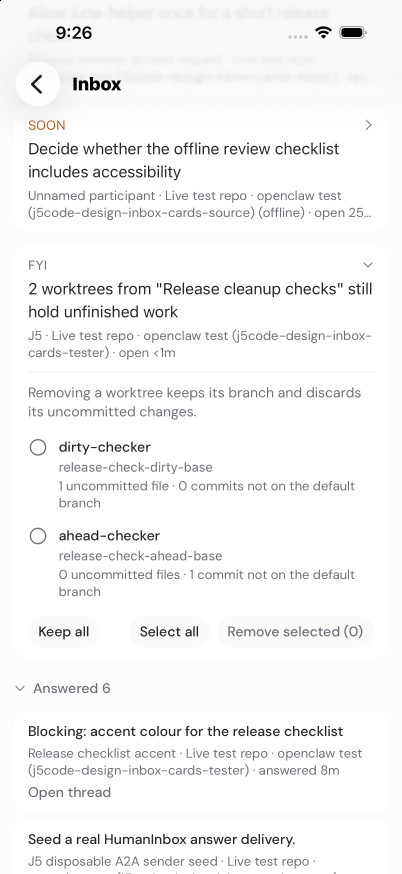 Allow luna-helper once for a short release
9:26
Inbox
SOON
Decide whether the offline review checklist
includes accessibility
Unnamed participant · Live test repo · openclaw test
(j5code-design-inbox-cards-source) (offline) · open 25…
FYI
2 worktrees from "Release cleanup checks" still
hold unfinished work
J5 · Live test repo · openclaw test (j5code-design-inbox-
cards-tester) · open <1m
Removing a worktree keeps its branch and discards
its uncommitted changes.
dirty-checker
release-check-dirty-base
1 uncommitted file · 0 commits not on the default
branch
ahead-checker
release-check-ahead-base
0 uncommitted files · 1 commit not on the default
branch
Keep all
Select all
Remove selected (0)
Answered 6
Blocking: accent colour for the release checklist
Release checklist accent · Live test repo · openclaw test
(j5code-design-inbox-cards-tester) · answered 8m
Open thread
Seed a real HumanInbox answer delivery.
J5 disposable A2A sender seed · Live test repo ·